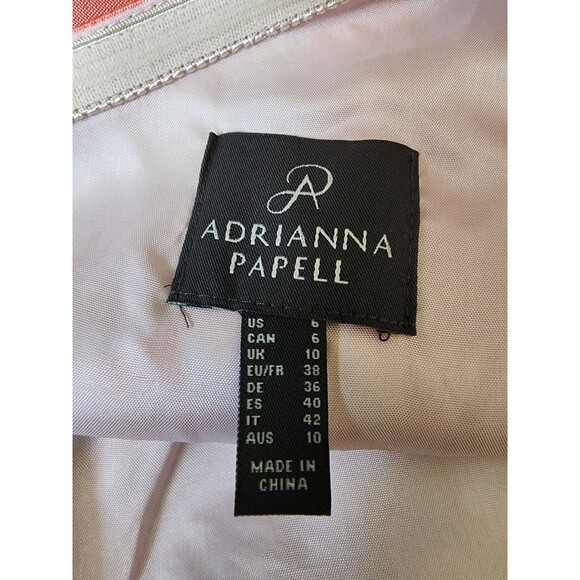 ADRIANNA
PAPELL
US 6
CAN 6
UK 10
EU/FR 38
DE 36
ES 40
IT 42
AUS 10
MADE IN
CHINA